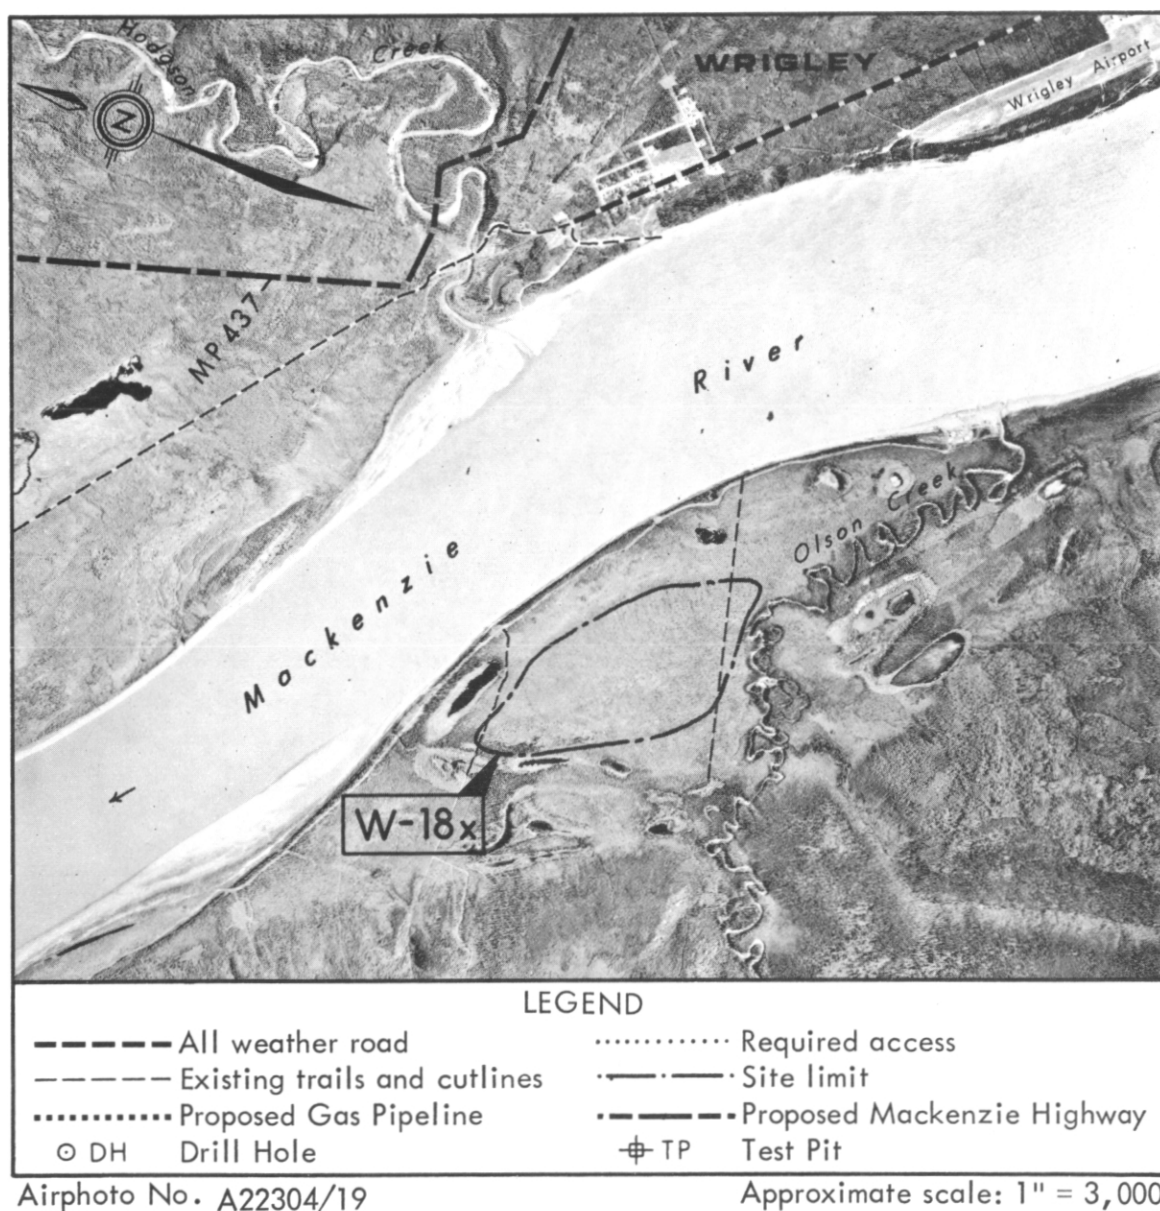 Hodgson Creek
WRIGLEY
Wrigley Airport
N
MP437
River
Mackenzie
Olson Creek
W-18x
LEGEND
All weather road
Required access
Existing trails and cutlines
Site limit
Proposed Gas Pipeline
Proposed Mackenzie Highway
DH Drill Hole
TP Test Pit
Airphoto No. A22304/19
Approximate scale: 1" = 3,000